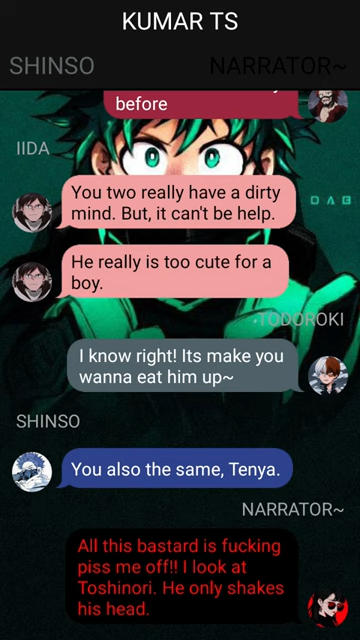 KUMAR TS
SHINSO
NARRATOR~
before
IIDA
You two really have a dirty
mind. But, it can't be help.
He really is too cute for a
boy.
TODOROKI
I know right! Its make you
wanna eat him up~
SHINSO
You also the same, Tenya.
NARRATOR~
All this bastard is fucking
piss me off!! I look at
Toshinori. He only shakes
his head.